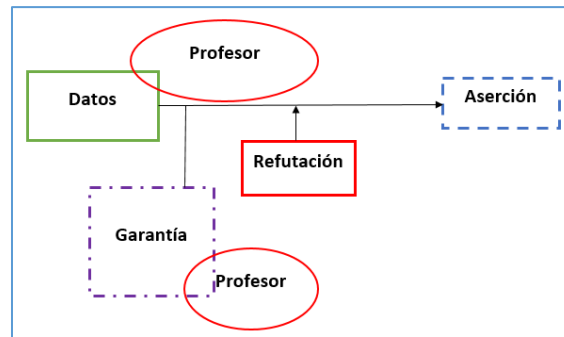 Profesor
Datos
Aserción
Refutación
Garantía
Profesor